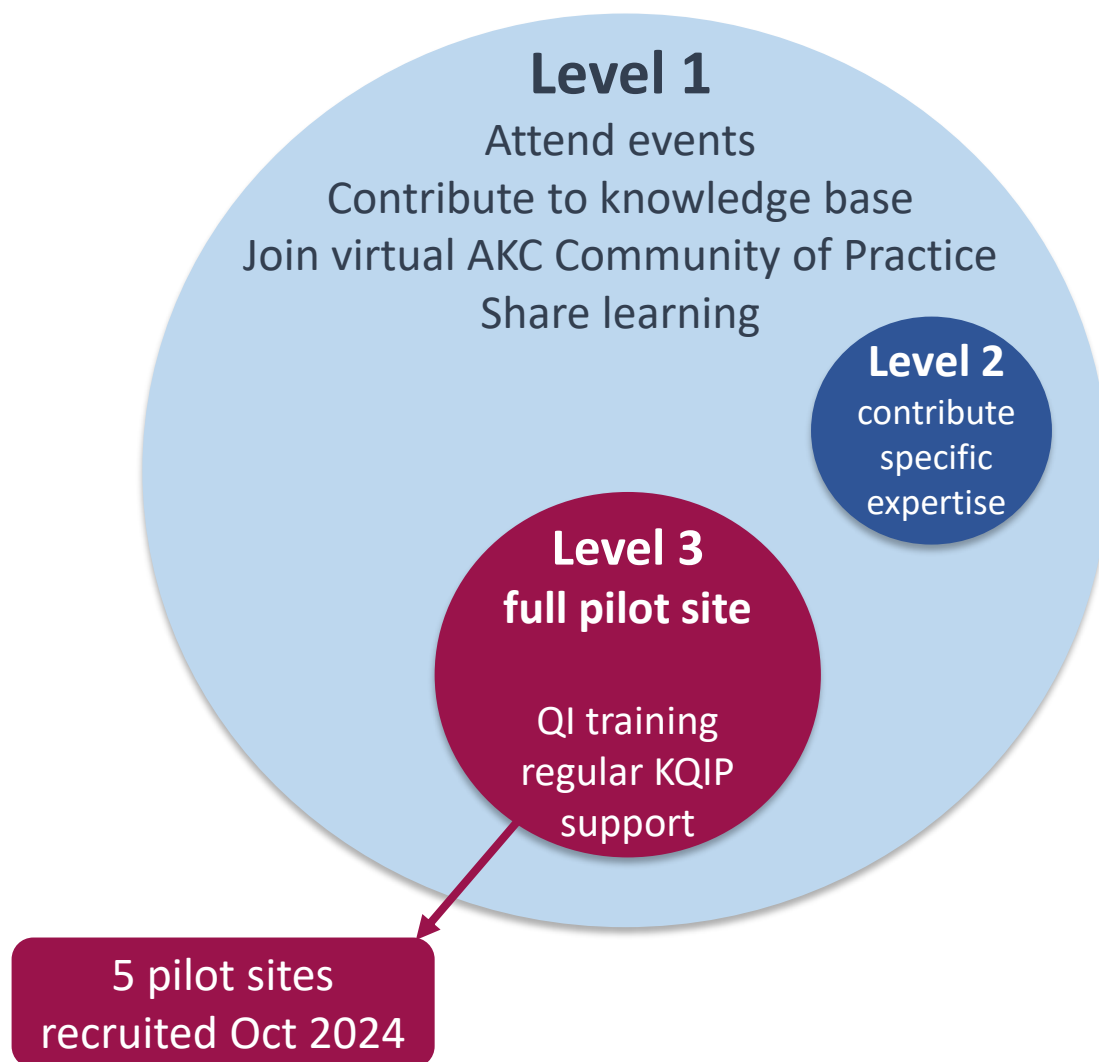 Level 1
Attend events
Contribute to knowledge base
Join virtual AKC Community of Practice
Share learning
Level 2
contribute
specific
expertise
Level 3
full pilot site
QI training
regular KQIP
support
5 pilot sites
recruited Oct 2024